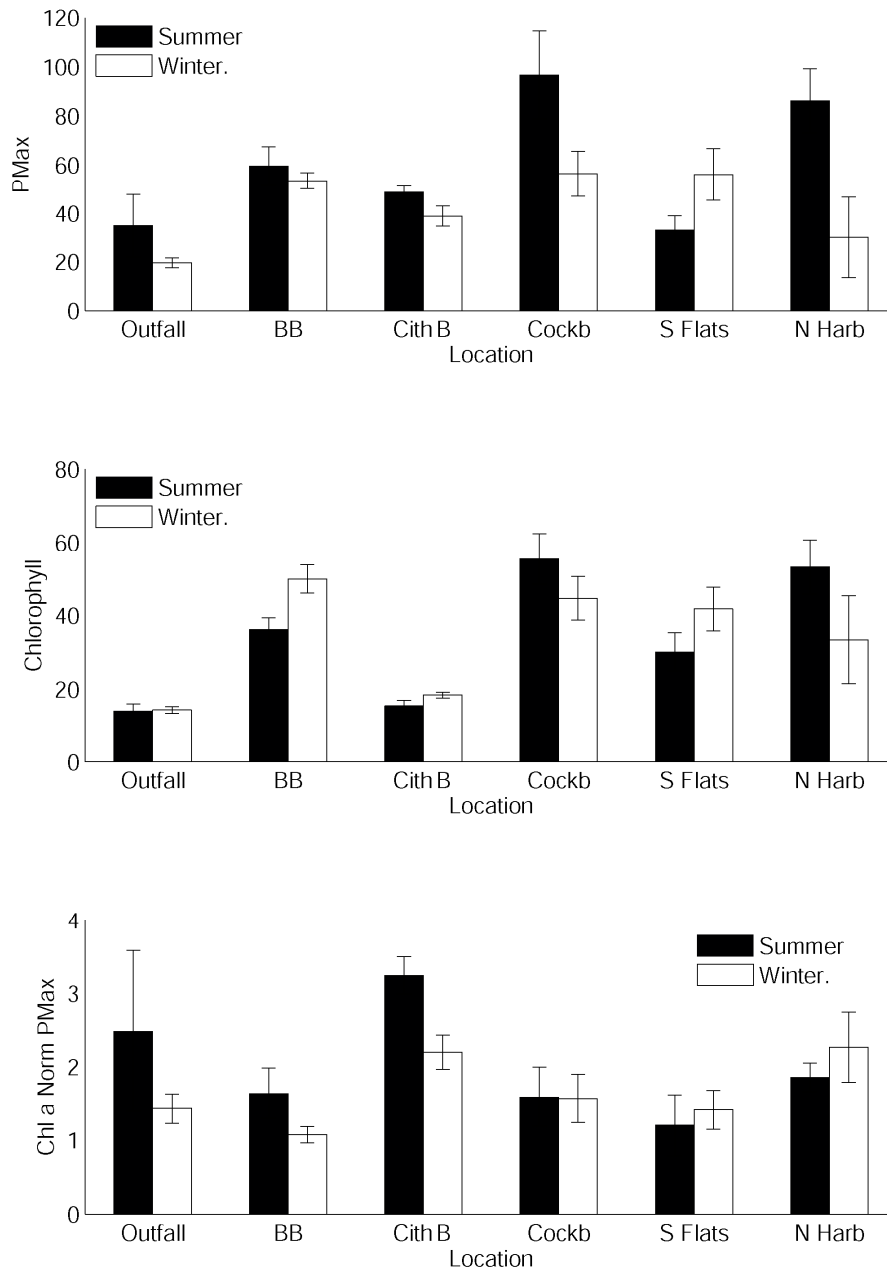 120
100
80
60
40
20
0
PMax
Summer
Winter.
Outfall BB Cith B Cockb S Flats N Harb
Location
80
60
40
20
0
Chlorophyll
Summer
Winter.
Outfall BB Cith B Cockb S Flats N Harb
Location
4
3
2
1
0
Chl a Norm PMax
Summer
Winter.
Outfall BB Cith B Cockb S Flats N Harb
Location